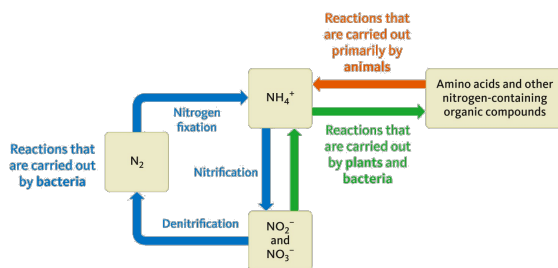 Reactions that
are carried out
primarily by
animals
NH₄⁺
Amino acids and other
nitrogen-containing
organic compounds
Nitrogen
fixation
Reactions that
are carried out
by bacteria
N₂
Reactions that
are carried out
by plants and
bacteria
Nitrification
Denitrification
NO₂⁻
and
NO₃⁻